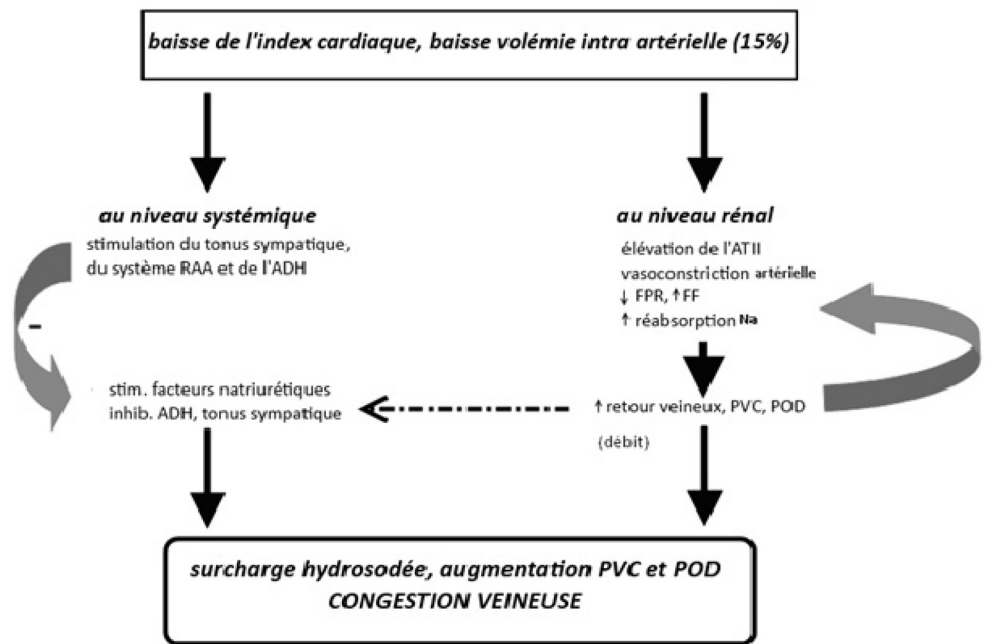 baisse de l'index cardiaque, baisse volémie intra artérielle (15%)
au niveau systémique
stimulation du tonus sympatique,
du système RAA et de l'ADH
-
stim. facteurs natriurétiques
inhib. ADH, tonus sympatique
au niveau rénal
élévation de l'ATII
vasoconstriction artérielle
↓ FPR, ↑FF
↑ réabsorption Na
↑ retour veineux, PVC, POD
(débit)
surcharge hydrosodée, augmentation PVC et POD
CONGESTION VEINEUSE